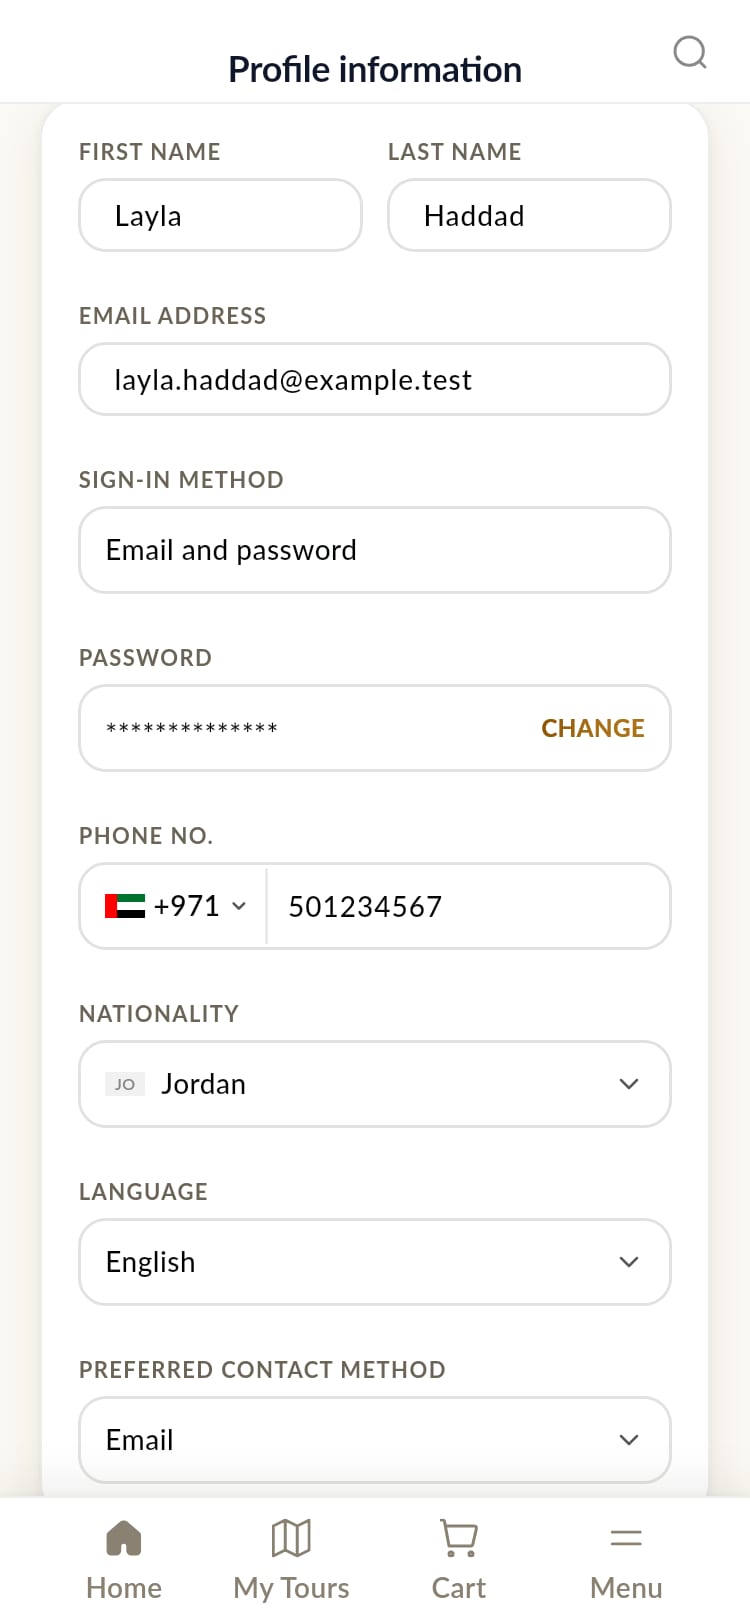 Profile information
FIRST NAME
LAST NAME
Layla
Haddad
EMAIL ADDRESS
layla.haddad@example.test
SIGN-IN METHOD
Email and password
PASSWORD
************** CHANGE
PHONE NO.
+971 501234567
NATIONALITY
JO Jordan
LANGUAGE
English
PREFERRED CONTACT METHOD
Email
Home My Tours Cart Menu